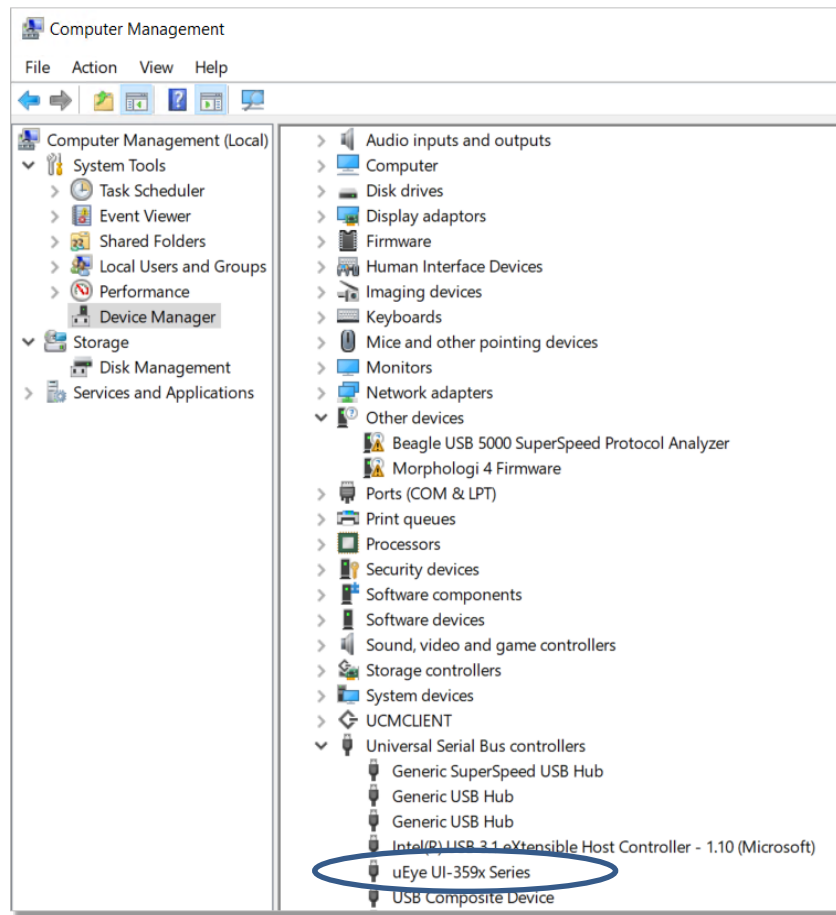 Computer Management
File Action View Help
Computer Management (Local)
System Tools
Task Scheduler
Event Viewer
Shared Folders
Local Users and Groups
Performance
Device Manager
Storage
Disk Management
Services and Applications
Audio inputs and outputs
Computer
Disk drives
Display adaptors
Firmware
Human Interface Devices
Imaging devices
Keyboards
Mice and other pointing devices
Monitors
Network adapters
Other devices
Beagle USB 5000 SuperSpeed Protocol Analyzer
Morphologi 4 Firmware
Ports (COM & LPT)
Print queues
Processors
Security devices
Software components
Software devices
Sound, video and game controllers
Storage controllers
System devices
UCMCLIENT
Universal Serial Bus controllers
Generic SuperSpeed USB Hub
Generic USB Hub
Generic USB Hub
Intel(R) USB 3.1 eXtensible Host Controller - 1.10 (Microsoft)
uEye UI-359x Series
USB Composite Device